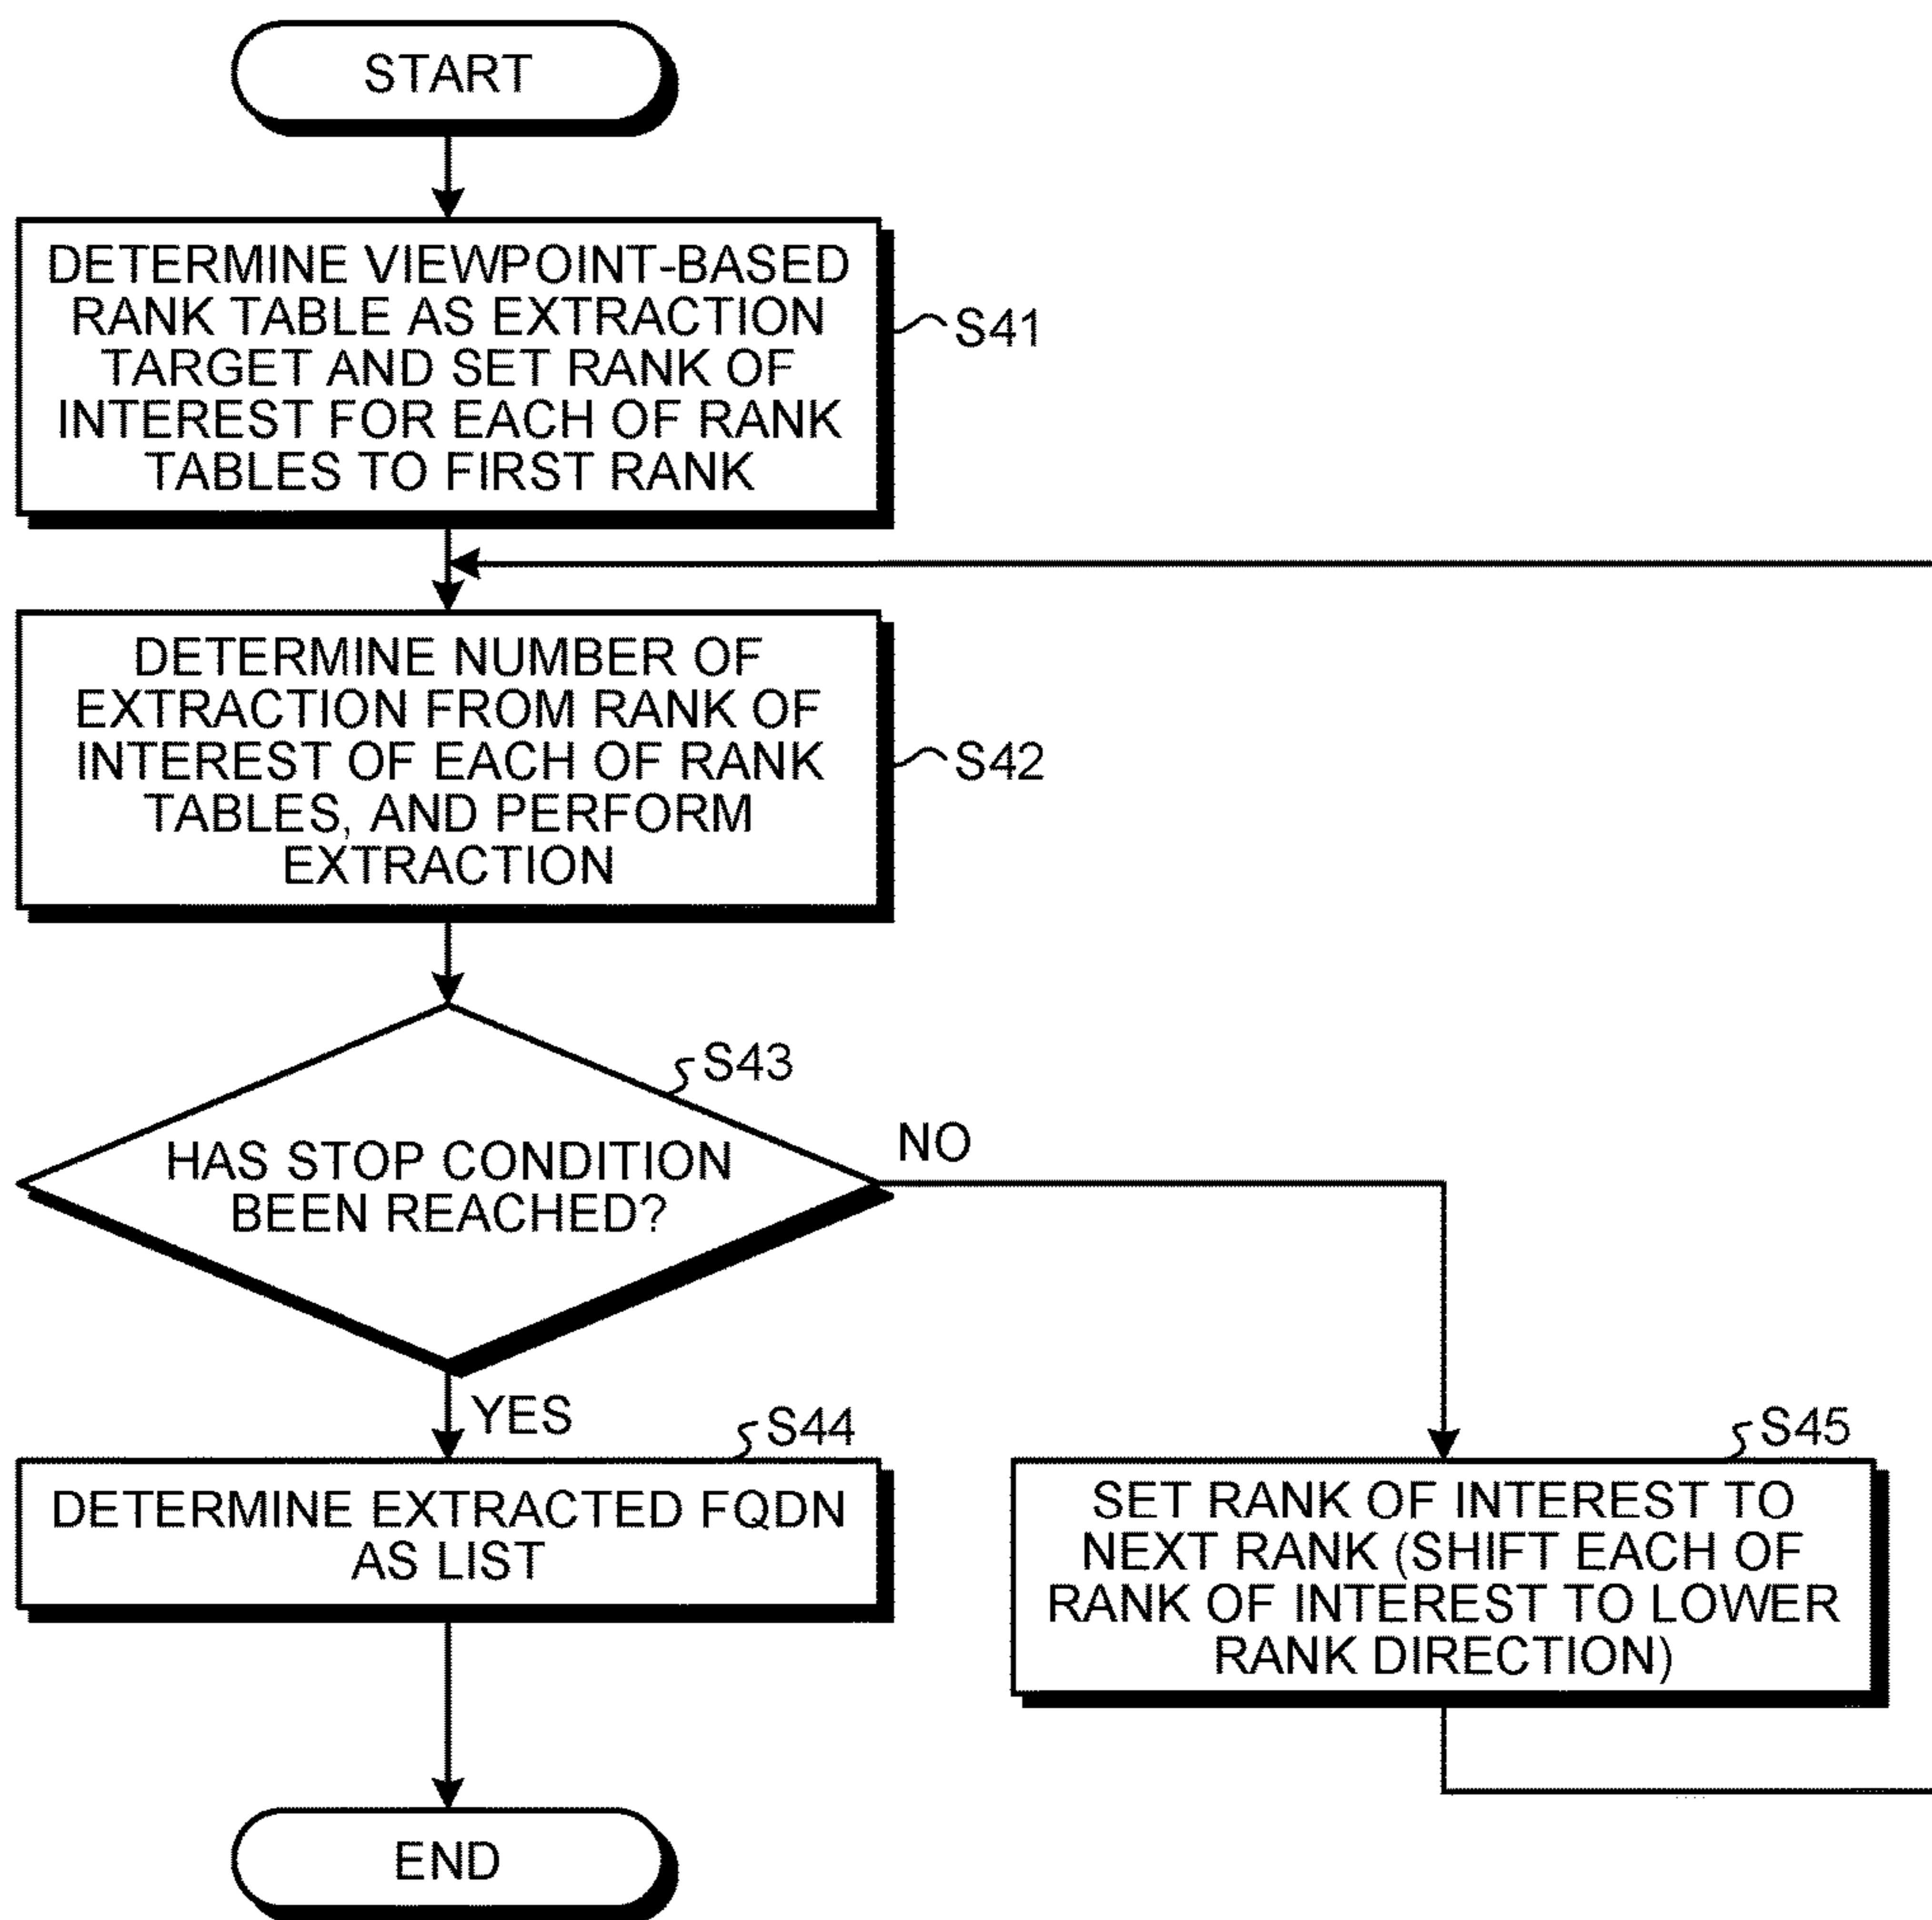 START
DETERMINE VIEWPOINT-BASED
RANK TABLE AS EXTRACTION
TARGET AND SET RANK OF
INTEREST FOR EACH OF RANK
TABLES TO FIRST RANK
S41
DETERMINE NUMBER OF
EXTRACTION FROM RANK OF
INTEREST OF EACH OF RANK
TABLES, AND PERFORM
EXTRACTION
S42
S43
HAS STOP CONDITION
BEEN REACHED?
NO
YES
S44
DETERMINE EXTRACTED FQDN
AS LIST
S45
SET RANK OF INTEREST TO
NEXT RANK (SHIFT EACH OF
RANK OF INTEREST TO LOWER
RANK DIRECTION)
END